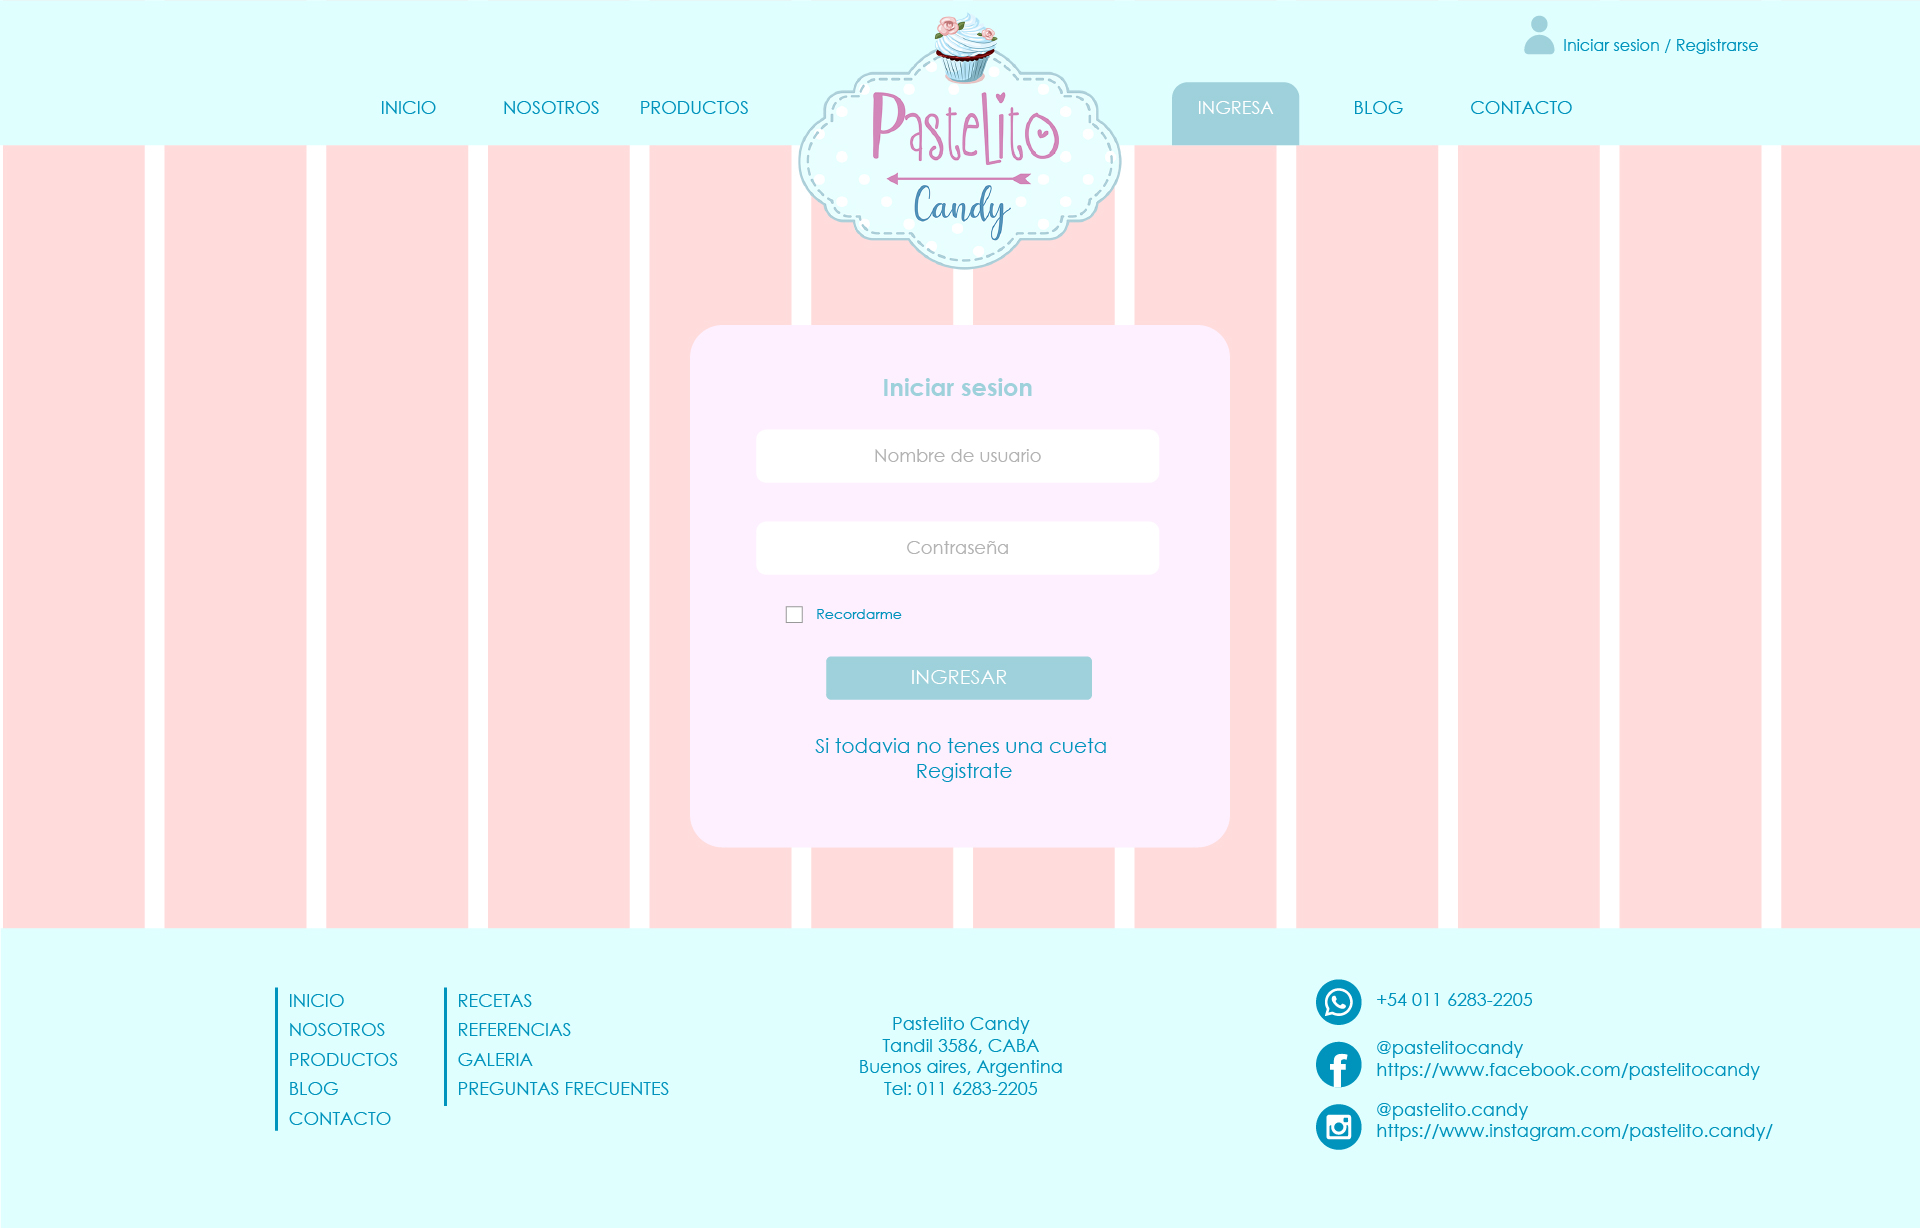 Iniciar sesion / Registrarse
INICIO
NOSOTROS
PRODUCTOS
Pastelito
Candy
INGRESA
BLOG
CONTACTO
Iniciar sesion
Nombre de usuario
Contraseña
Recordarme
INGRESAR
Si todavia no tenes una cueta
Registrate
INICIO
NOSOTROS
PRODUCTOS
BLOG
CONTACTO
RECETAS
REFERENCIAS
GALERIA
PREGUNTAS FRECUENTES
Pastelito Candy
Tandil 3586, CABA
Buenos aires, Argentina
Tel: 011 6283-2205
+54 011 6283-2205
@pastelitocandy
https://www.facebook.com/pastelitocandy
@pastelito.candy
https://www.instagram.com/pastelito.candy/